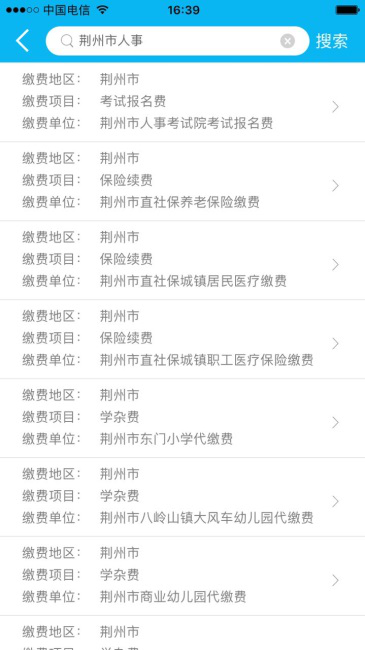 中国电信 16:39
荆州市人事 搜索
缴费地区： 荆州市
缴费项目： 考试报名费
缴费单位： 荆州市人事考试院考试报名费
缴费地区： 荆州市
缴费项目： 保险续费
缴费单位： 荆州市直社保养老保险缴费
缴费地区： 荆州市
缴费项目： 保险续费
缴费单位： 荆州市直社保城镇居民医疗缴费
缴费地区： 荆州市
缴费项目： 保险续费
缴费单位： 荆州市直社保城镇职工医疗保险缴费
缴费地区： 荆州市
缴费项目： 学杂费
缴费单位： 荆州市东门小学代缴费
缴费地区： 荆州市
缴费项目： 学杂费
缴费单位： 荆州市八岭山镇大风车幼儿园代缴费
缴费地区： 荆州市
缴费项目： 学杂费
缴费单位： 荆州市商业幼儿园代缴费
缴费地区： 荆州市
缴费项目： 学杂费